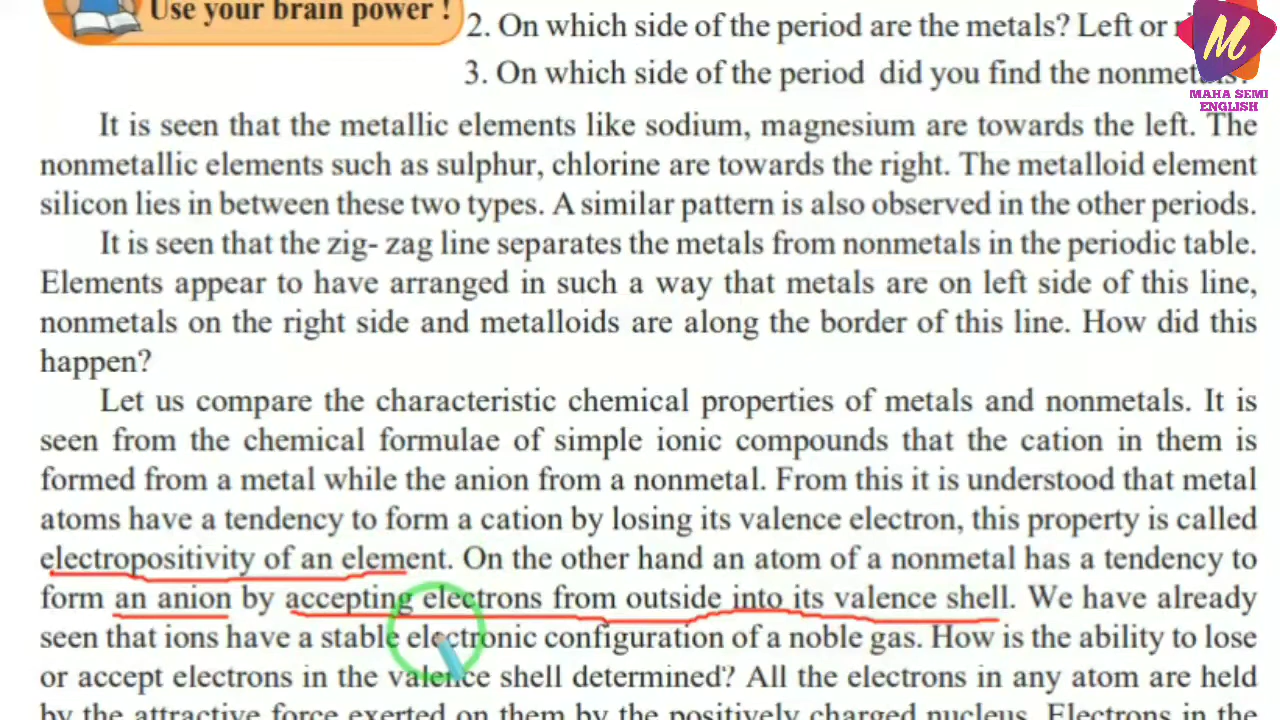 Use your brain power !
2. On which side of the period are the metals? Left or
M
3. On which side of the period did you find the nonmetals?
MAHA SEMI
ENGLISH
It is seen that the metallic elements like sodium, magnesium are towards the left. The
nonmetallic elements such as sulphur, chlorine are towards the right. The metalloid element
silicon lies in between these two types. A similar pattern is also observed in the other periods.
It is seen that the zig- zag line separates the metals from nonmetals in the periodic table.
Elements appear to have arranged in such a way that metals are on left side of this line,
nonmetals on the right side and metalloids are along the border of this line. How did this
happen?
Let us compare the characteristic chemical properties of metals and nonmetals. It is
seen from the chemical formulae of simple ionic compounds that the cation in them is
formed from a metal while the anion from a nonmetal. From this it is understood that metal
atoms have a tendency to form a cation by losing its valence electron, this property is called
electropositivity of an element. On the other hand an atom of a nonmetal has a tendency to
form an anion by accepting electrons from outside into its valence shell. We have already
seen that ions have a stable electronic configuration of a noble gas. How is the ability to lose
or accept electrons in the valence shell determined? All the electrons in any atom are held
by the attractive force exerted on them by the positively charged nucleus. Electrons in the